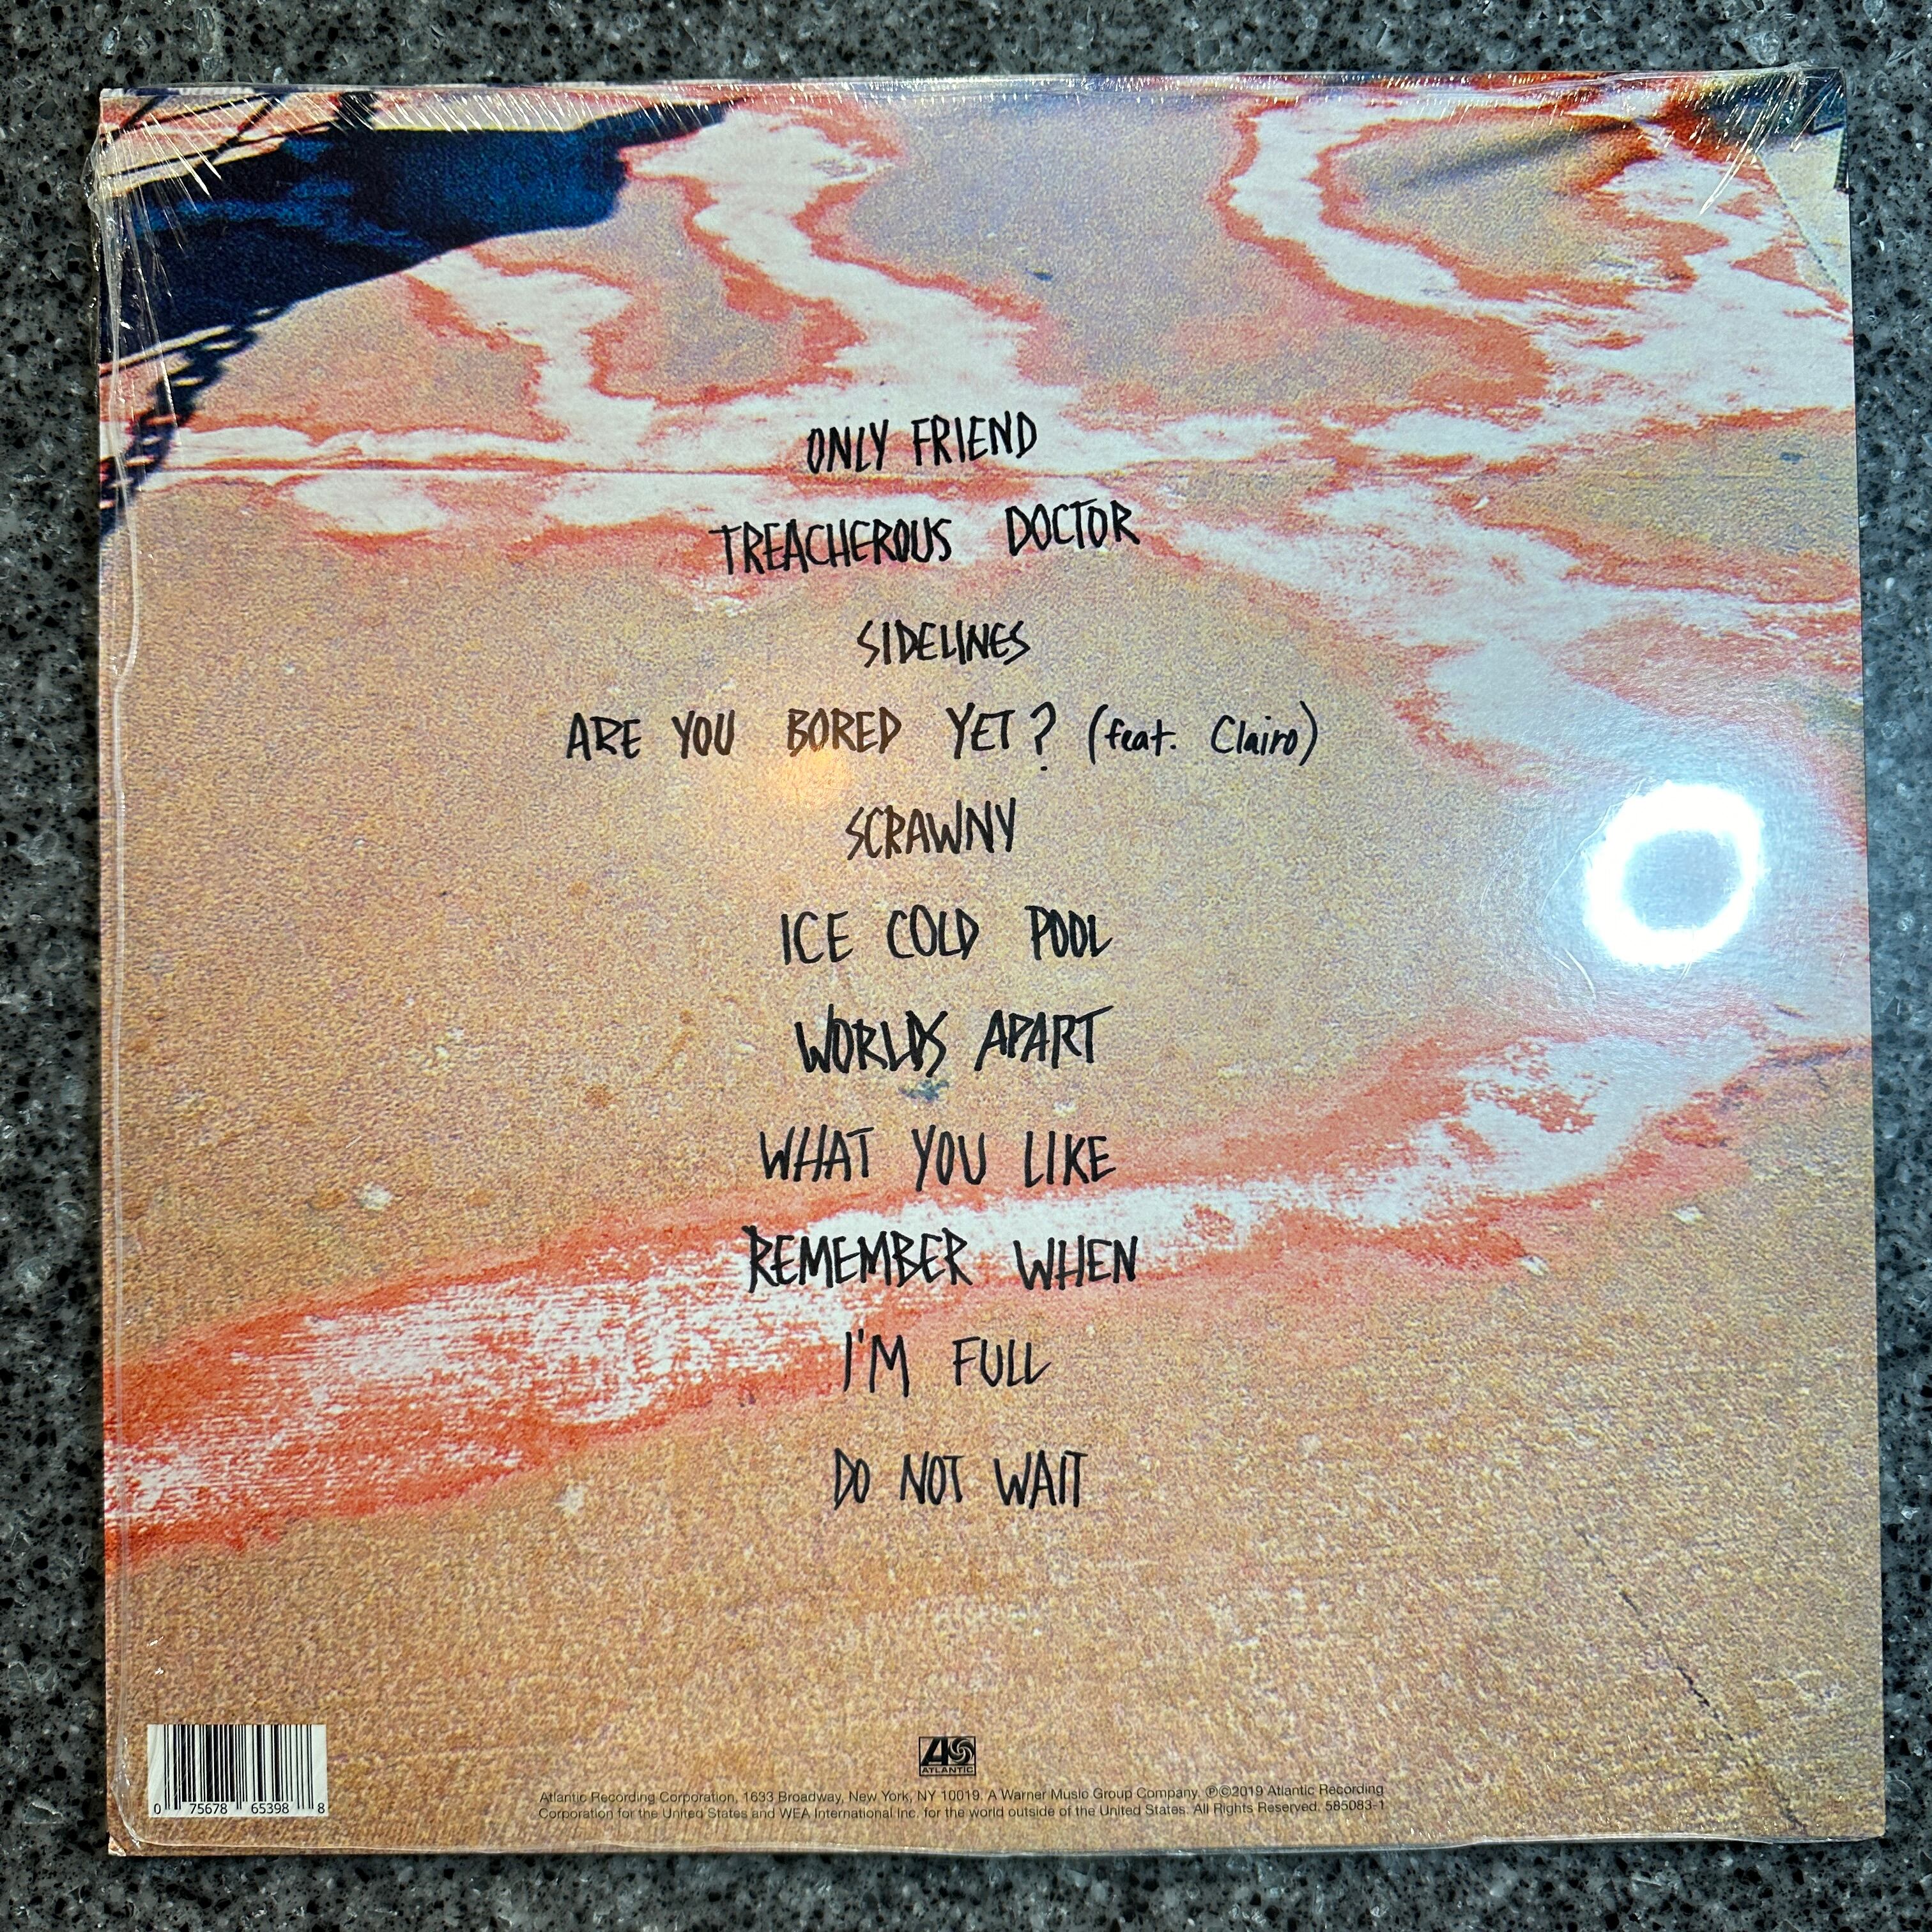 ONLY FRIEND
TREACHEROUS DOCTOR
SIDELINES
ARE YOU BORED YET? (feat. Clairo)
SCRAWNY
ICE COLD POOL
WORLDS APART
WHAT YOU LIKE
REMEMBER WHEN
I'M FULL
DO NOT WAIT
0 75678 65398 8
ATLANTIC
Atlantic Recording Corporation, 1633 Broadway, New York, NY 10019. A Warner Music Group Company. ℗©2019 Atlantic Recording
Corporation for the United States and WEA International Inc. for the world outside of the United States. All Rights Reserved. 585083-1